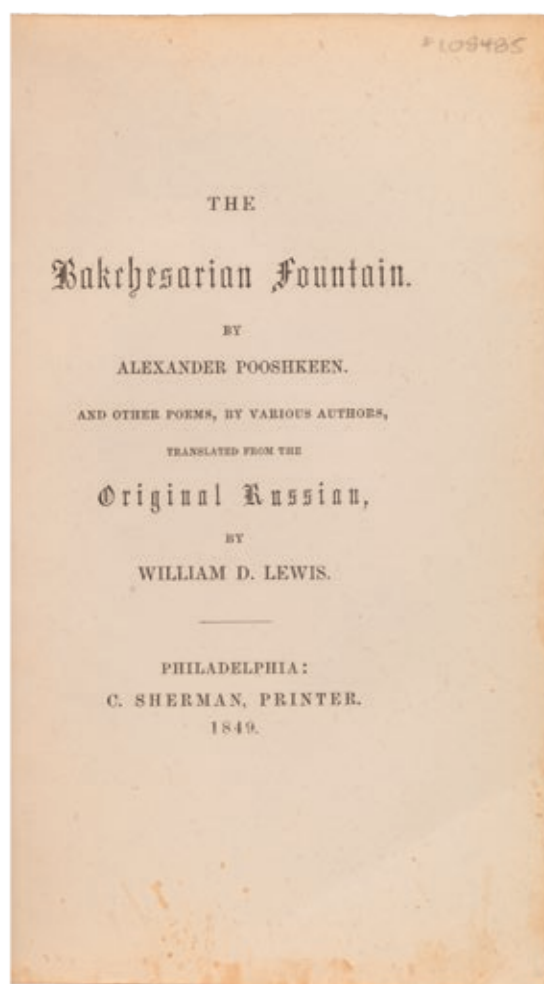 *108485
THE
Bakchesarian Fountain.
BY
ALEXANDER POOSHKEEN.
AND OTHER POEMS, BY VARIOUS AUTHORS,
TRANSLATED FROM THE
Original Russian,
BY
WILLIAM D. LEWIS.
PHILADELPHIA:
C. SHERMAN, PRINTER.
1849.